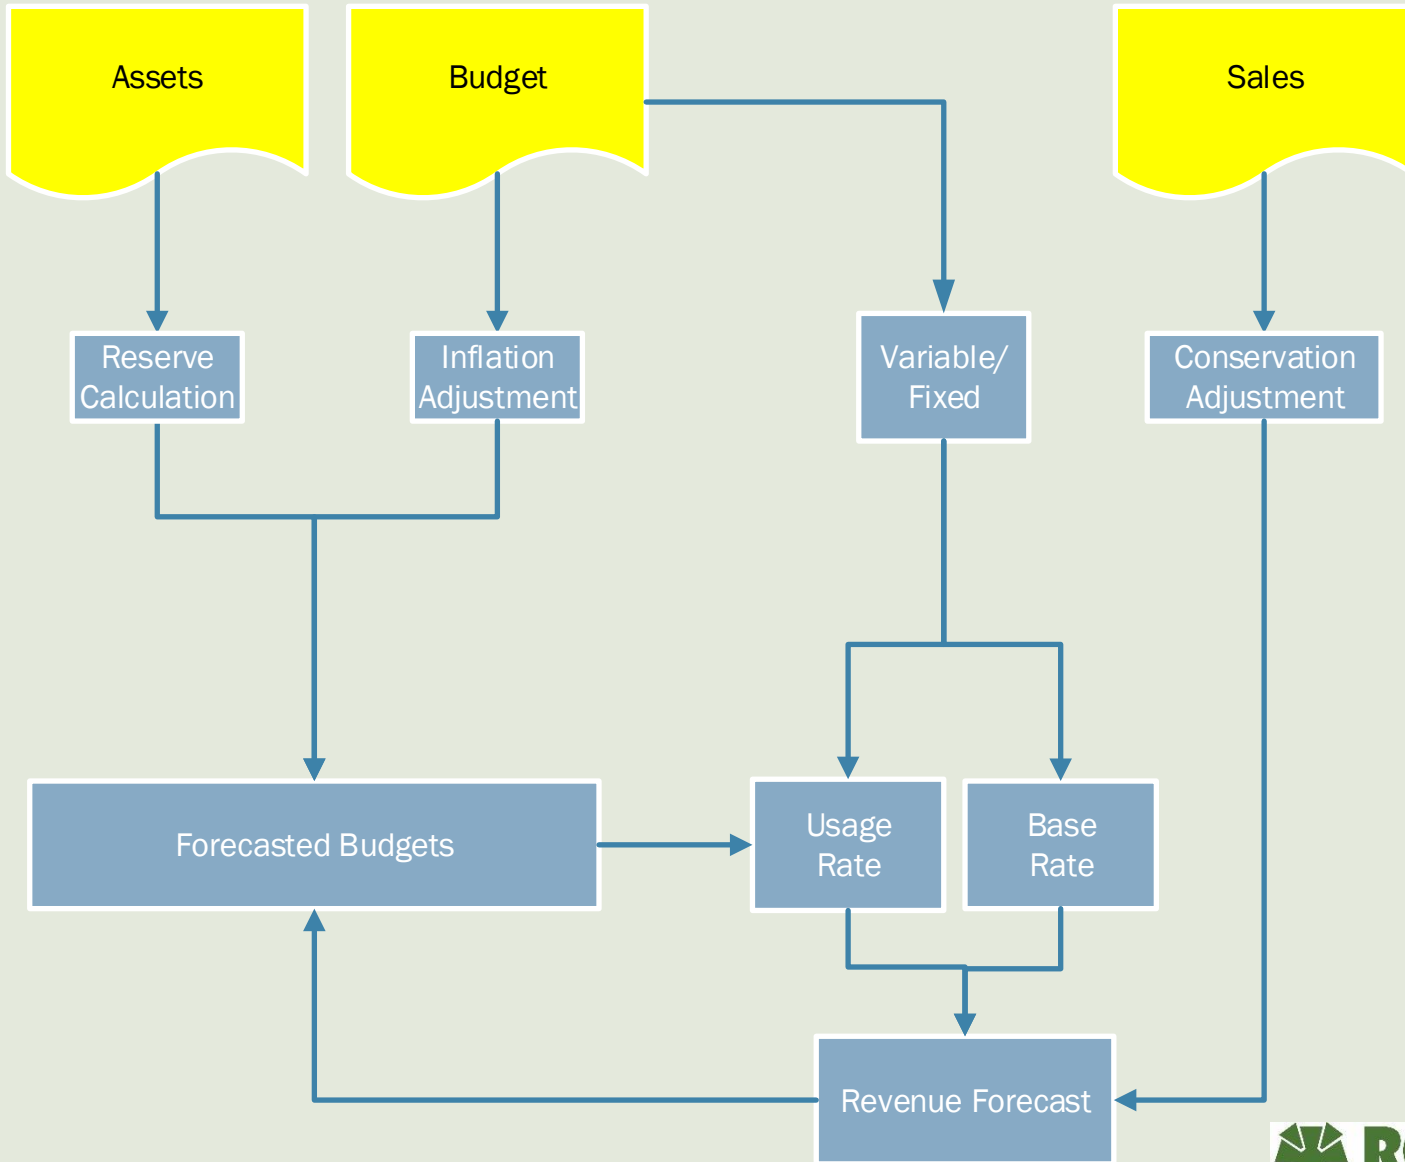 Assets
Budget
Sales
Reserve
Calculation
Inflation
Adjustment
Variable/
Fixed
Conservation
Adjustment
Forecasted Budgets
Usage
Rate
Base
Rate
Revenue Forecast